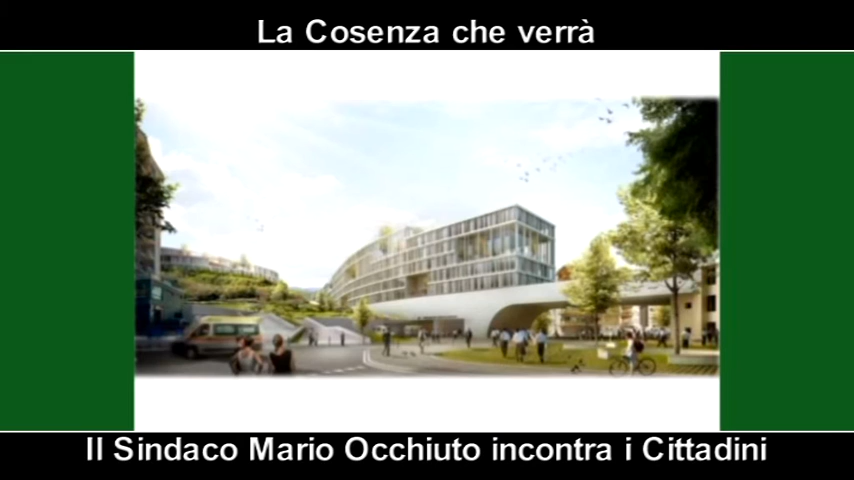 La Cosenza che verrà
Il Sindaco Mario Occhiuto incontra i Cittadini